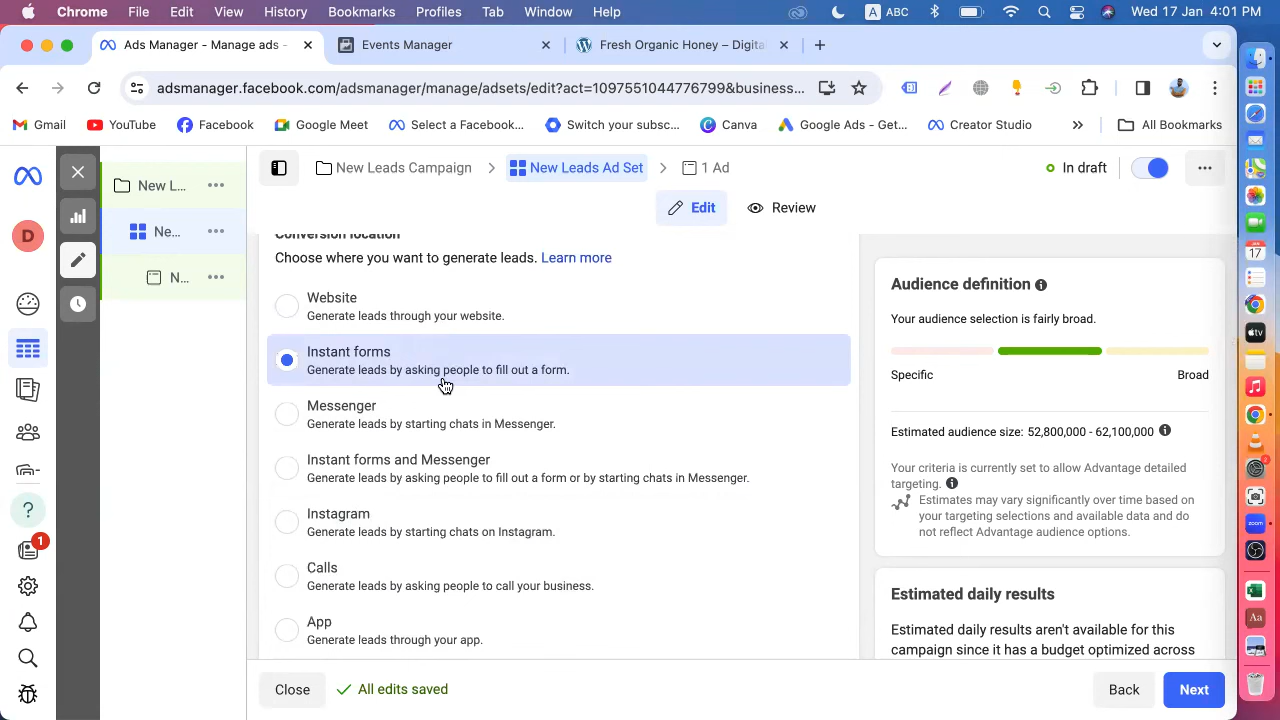 Chrome File Edit View History Bookmarks Profiles Tab Window Help A ABC Wed 17 Jan 4:01 PM
Ads Manager - Manage ads - Events Manager Fresh Organic Honey – Digita
adsmanager.facebook.com/adsmanager/manage/adsets/edit?act=1097551044776799&business...
Gmail YouTube Facebook Google Meet Select a Facebook... Switch your subsc... Canva Google Ads - Get... Creator Studio » All Bookmarks
New Leads Campaign New Leads Ad Set 1 Ad In draft
New L...
Edit Review
Ne...
N...
D
Conversion location
Choose where you want to generate leads. Learn more
Website
Generate leads through your website.
Instant forms
Generate leads by asking people to fill out a form.
Messenger
Generate leads by starting chats in Messenger.
Instant forms and Messenger
Generate leads by asking people to fill out a form or by starting chats in Messenger.
Instagram
Generate leads by starting chats on Instagram.
Calls
Generate leads by asking people to call your business.
App
Generate leads through your app.
Audience definition
Your audience selection is fairly broad.
Specific Broad
Estimated audience size: 52,800,000 - 62,100,000
Your criteria is currently set to allow Advantage detailed
targeting.
Estimates may vary significantly over time based on
your targeting selections and available data and do
not reflect Advantage audience options.
Estimated daily results
Estimated daily results aren't available for this
campaign since it has a budget optimized across
?
1
Close All edits saved Back Next
17
tv
zoom
Aa